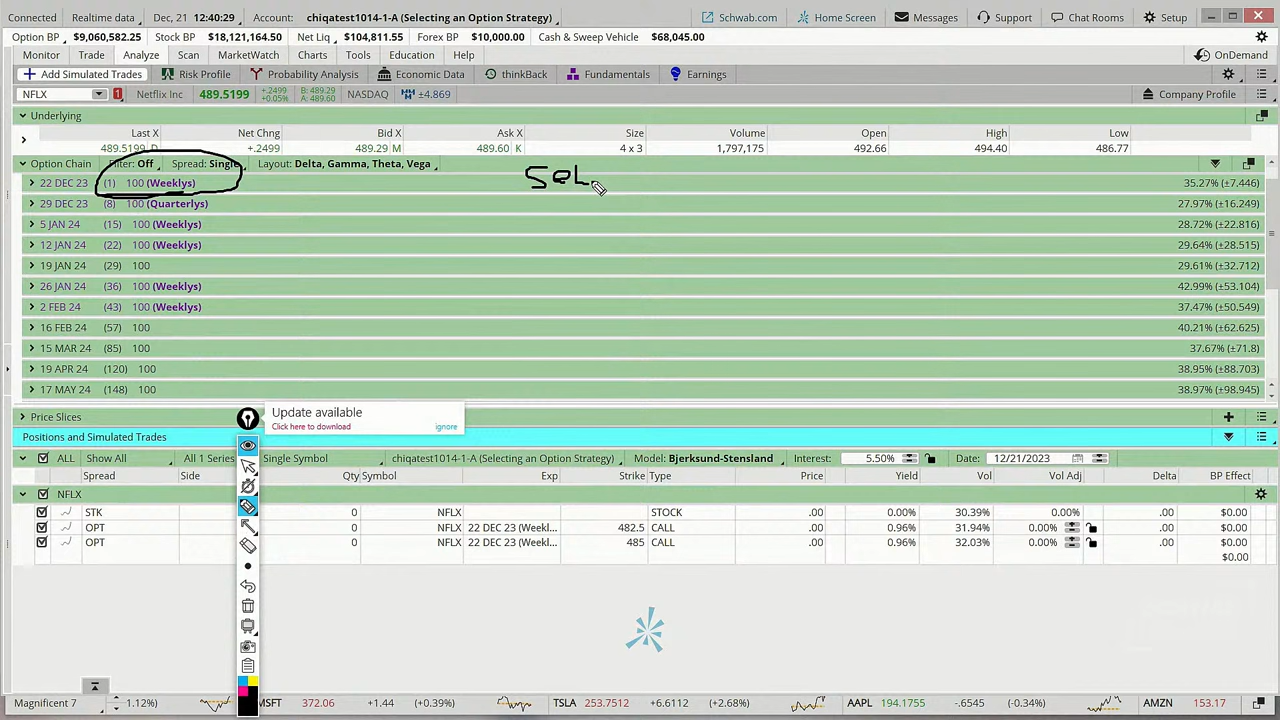 Connected Realtime data Dec, 21 12:40:29 Account: chiqatest1014-1-A (Selecting an Option Strategy) Schwab.com Home Screen Messages Support Chat Rooms Setup
Option BP $9,060,582.25 Stock BP $18,121,164.50 Net Liq $104,811.55 Forex BP $10,000.00 Cash & Sweep Vehicle $68,045.00
Monitor Trade Analyze Scan MarketWatch Charts Tools Education Help OnDemand
Add Simulated Trades Risk Profile Probability Analysis Economic Data thinkBack Fundamentals Earnings
NFLX 1 Netflix Inc 489.5199 +.2499 +0.05% B: 489.29 A: 489.60 NASDAQ ±4.869 Company Profile
Underlying
Last X Net Chng Bid X Ask X Size Volume Open High Low
489.5199 D +.2499 489.29 M 489.60 K 4 x 3 1,797,175 492.66 494.40 486.77
Option Chain Filter: Off Spread: Single Layout: Delta, Gamma, Theta, Vega
22 DEC 23 (1) 100 (Weeklys) Sel 35.27% (±7.446)
29 DEC 23 (8) 100 (Quarterlys) 27.97% (±16.249)
5 JAN 24 (15) 100 (Weeklys) 28.72% (±22.816)
12 JAN 24 (22) 100 (Weeklys) 29.64% (±28.515)
19 JAN 24 (29) 100 29.61% (±32.712)
26 JAN 24 (36) 100 (Weeklys) 42.99% (±53.104)
2 FEB 24 (43) 100 (Weeklys) 37.47% (±50.549)
16 FEB 24 (57) 100 40.21% (±62.625)
15 MAR 24 (85) 100 37.67% (±71.8)
19 APR 24 (120) 100 38.95% (±88.703)
17 MAY 24 (148) 100 38.97% (±98.945)
Update available
Click here to download ignore
Price Slices
Positions and Simulated Trades
ALL Show All All 1 Series Single Symbol chiqatest1014-1-A (Selecting an Option Strategy) Model: Bjerksund-Stensland Interest: 5.50% Date: 12/21/2023
Spread Side Qty Symbol Exp Strike Type Price Yield Vol Vol Adj Delta BP Effect
NFLX
STK 0 NFLX STOCK .00 0.00% 30.39% 0.00% .00 $0.00
OPT 0 NFLX 22 DEC 23 (Weekl... 482.5 CALL .00 0.96% 31.94% 0.00% .00 $0.00
OPT 0 NFLX 22 DEC 23 (Weekl... 485 CALL .00 0.96% 32.03% 0.00% .00 $0.00
$0.00
Magnificent 7 1.12%) MSFT 372.06 +1.44 (+0.39%) TSLA 253.7512 +6.6112 (+2.68%) AAPL 194.1755 -.6545 (-0.34%) AMZN 153.17